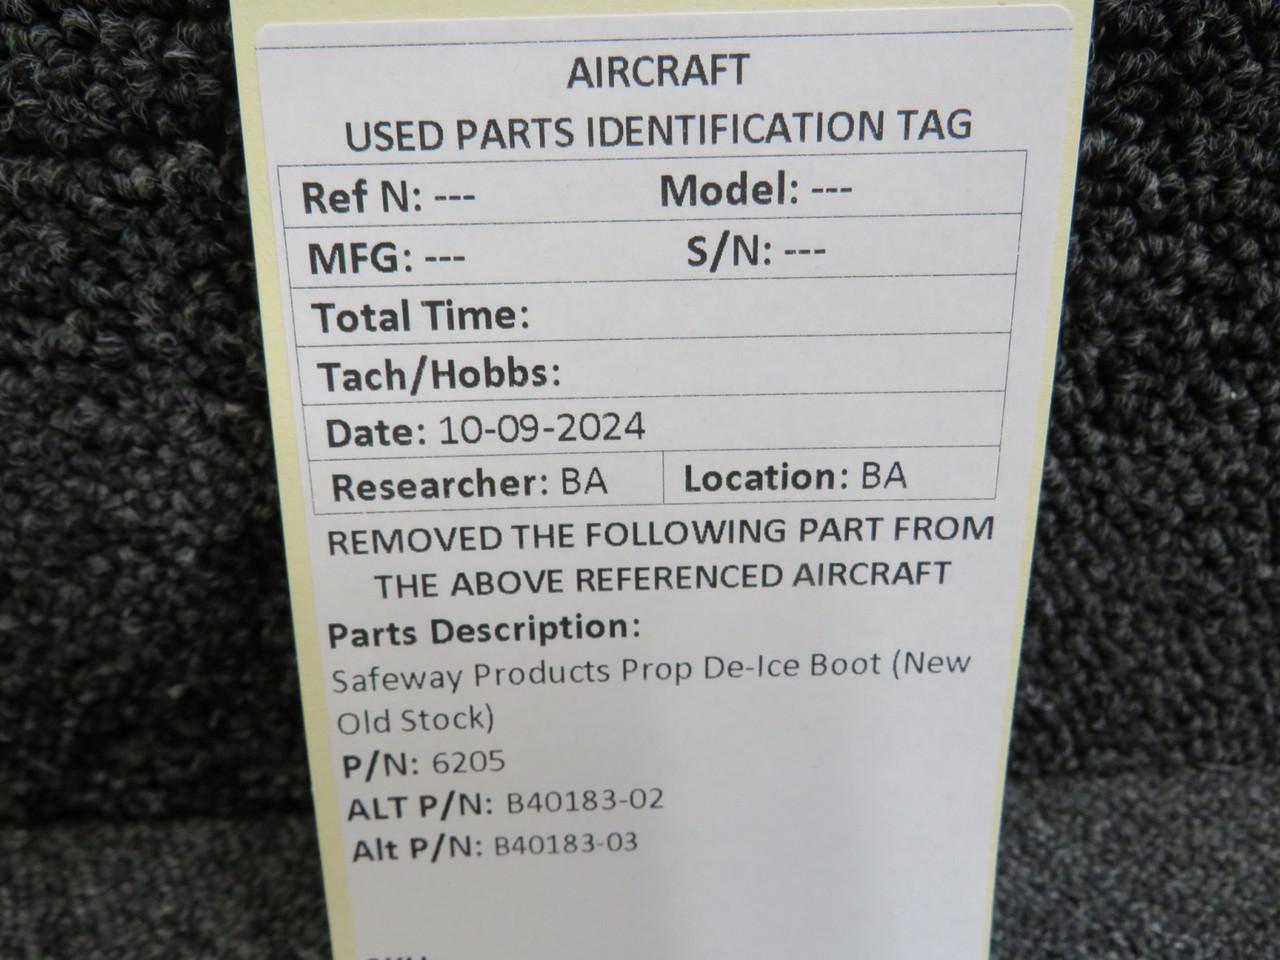 AIRCRAFT
USED PARTS IDENTIFICATION TAG
Ref N: --- Model: ---
MFG: --- S/N: ---
Total Time:
Tach/Hobbs:
Date: 10-09-2024
Researcher: BA Location: BA
REMOVED THE FOLLOWING PART FROM
THE ABOVE REFERENCED AIRCRAFT
Parts Description:
Safeway Products Prop De-Ice Boot (New
Old Stock)
P/N: 6205
ALT P/N: B40183-02
Alt P/N: B40183-03